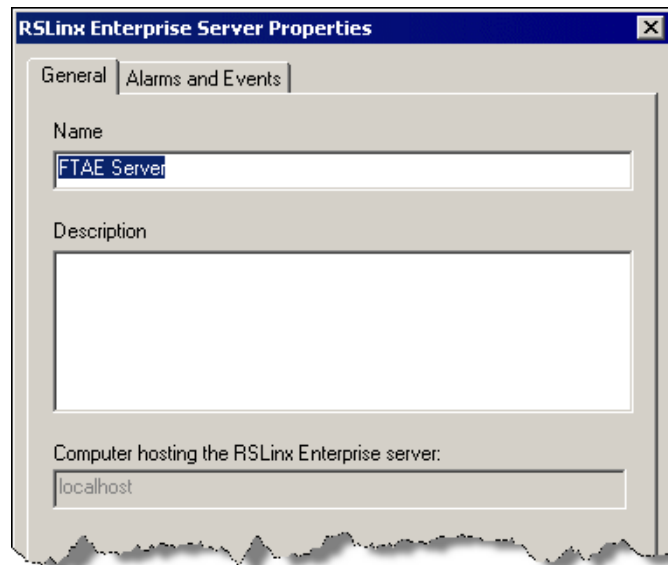 RSLinx Enterprise Server Properties
General Alarms and Events
Name
FTAE Server
Description
Computer hosting the RSLinx Enterprise server:
localhost